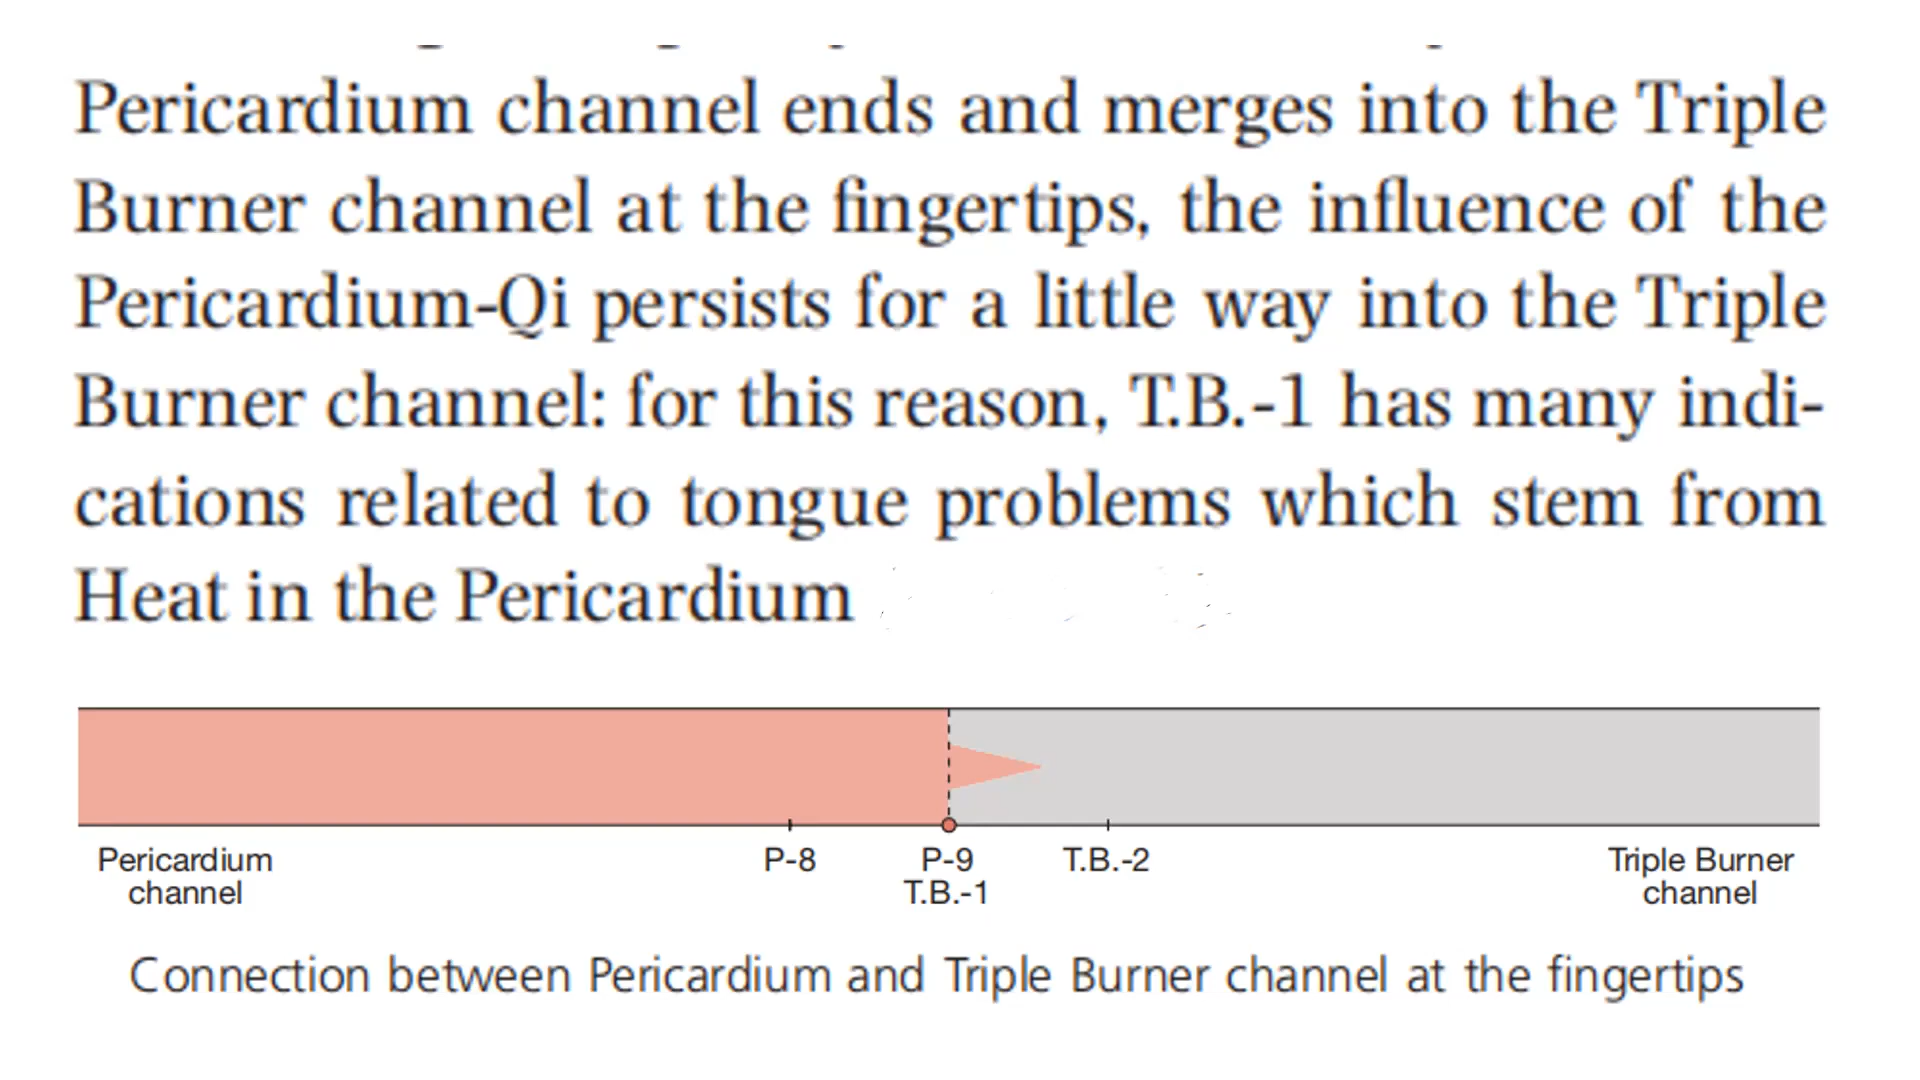 Pericardium channel ends and merges into the Triple
Burner channel at the fingertips, the influence of the
Pericardium-Qi persists for a little way into the Triple
Burner channel: for this reason, T.B.-1 has many indi-
cations related to tongue problems which stem from
Heat in the Pericardium
Pericardium
channel
P-8
P-9
T.B.-1
T.B.-2
Triple Burner
channel
Connection between Pericardium and Triple Burner channel at the fingertips